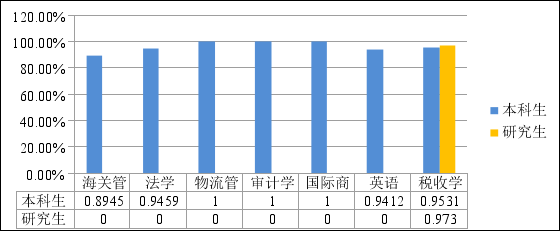 120.00%
100.00%
80.00%
60.00%
40.00%
20.00%
0.00%
本科生
研究生
海关管 法学 物流管 审计学 国际商 英语 税收学
本科生 0.8945 0.9459 1 1 1 0.9412 0.9531
研究生 0 0 0 0 0 0 0.973